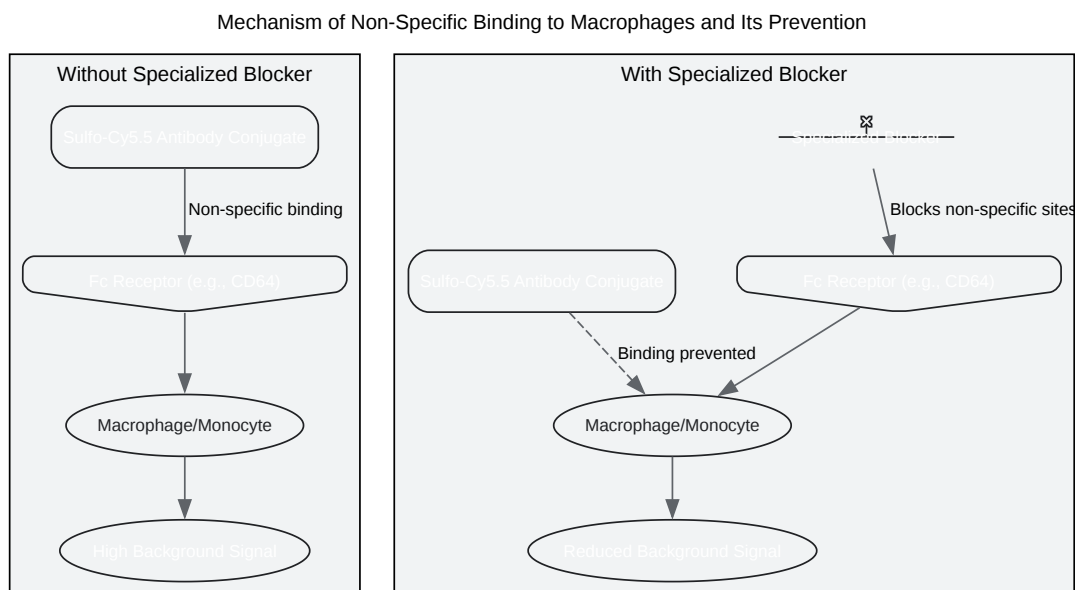 Mechanism of Non-Specific Binding to Macrophages and Its Prevention
Without Specialized Blocker
Sulfo-Cy5.5 Antibody Conjugate
Non-specific binding
Fc Receptor (e.g., CD64)
Macrophage/Monocyte
High Background Signal
With Specialized Blocker
Specialized Blocker
Blocks non-specific sites
Sulfo-Cy5.5 Antibody Conjugate
Fc Receptor (e.g., CD64)
Binding prevented
Macrophage/Monocyte
Reduced Background Signal